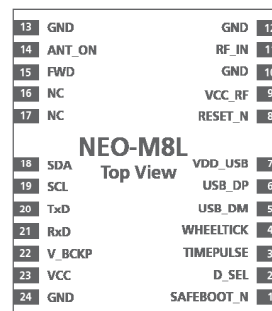 13 GND GND 12
14 ANT_ON RF_IN 11
15 FWD GND 10
16 NC VCC_RF 9
17 NC RESET_N 8
NEO-M8L
Top View
18 SDA VDD_USB 7
19 SCL USB_DP 6
20 TxD USB_DM 5
21 RxD WHEELTICK 4
22 V_BCKP TIMEPULSE 3
23 VCC D_SEL 2
24 GND SAFEBOOT_N 1